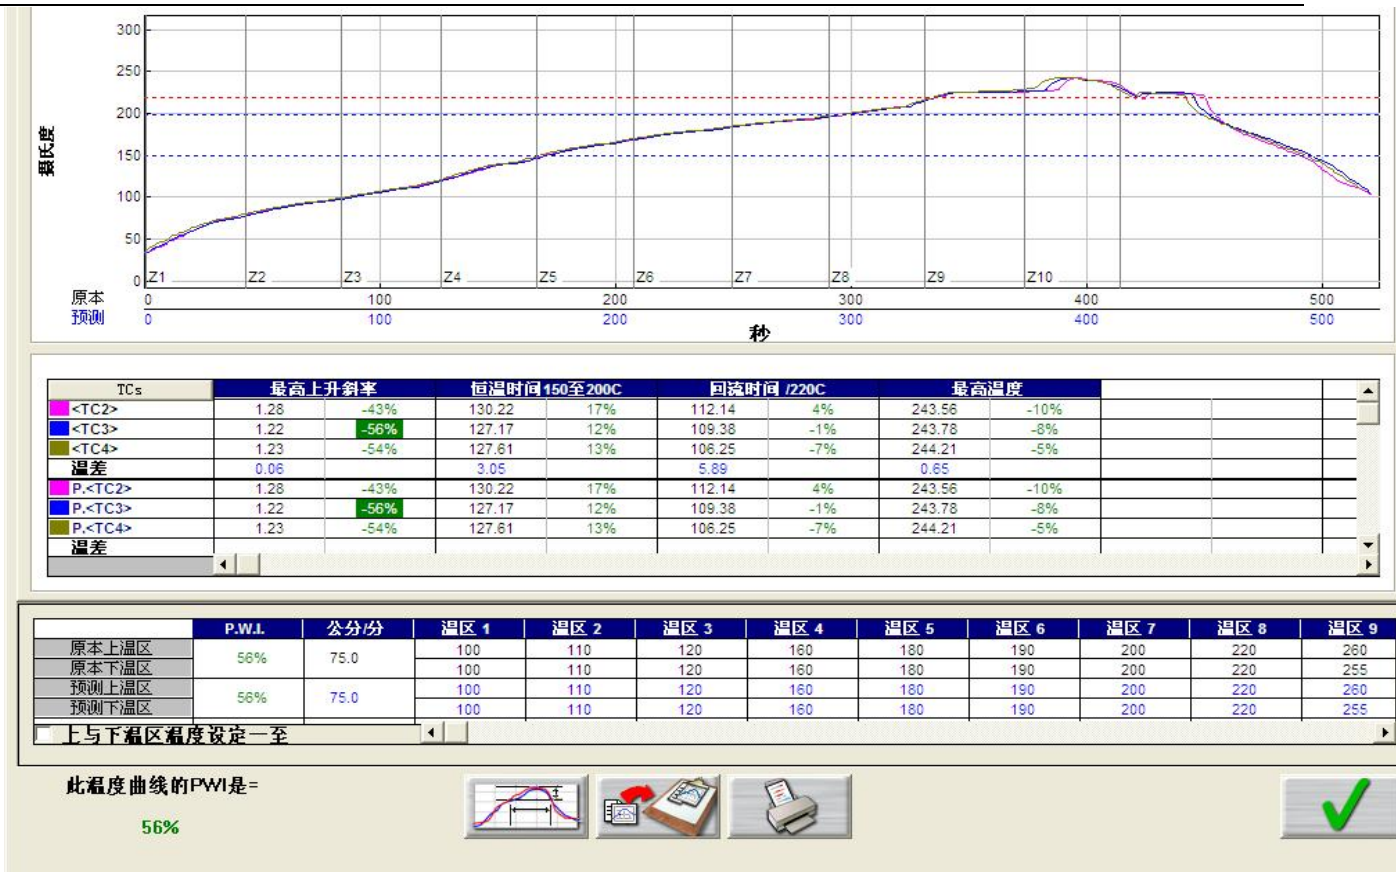 300
250
200
150
100
50
0
摄氏度
Z1 Z2 Z3 Z4 Z5 Z6 Z7 Z8 Z9 Z10
原本 0 100 200 300 400 500
预测 0 100 200 300 400 500
秒
TCs 最高上升斜率 恒温时间150至200C 回流时间 /220C 最高温度
<TC2> 1.28 -43% 130.22 17% 112.14 4% 243.56 -10%
<TC3> 1.22 -56% 127.17 12% 109.38 -1% 243.78 -8%
<TC4> 1.23 -54% 127.61 13% 106.25 -7% 244.21 -5%
温差 0.06 3.05 5.89 0.65
P.<TC2> 1.28 -43% 130.22 17% 112.14 4% 243.56 -10%
P.<TC3> 1.22 -56% 127.17 12% 109.38 -1% 243.78 -8%
P.<TC4> 1.23 -54% 127.61 13% 106.25 -7% 244.21 -5%
温差
P.W.I. 公分/分 温区 1 温区 2 温区 3 温区 4 温区 5 温区 6 温区 7 温区 8 温区 9
原本上温区 56% 75.0 100 110 120 160 180 190 200 220 260
原本下温区 100 110 120 160 180 190 200 220 255
预测上温区 56% 75.0 100 110 120 160 180 190 200 220 260
预测下温区 100 110 120 160 180 190 200 220 255
上与下温区温度设定一至
此温度曲线的PWI是=
56%